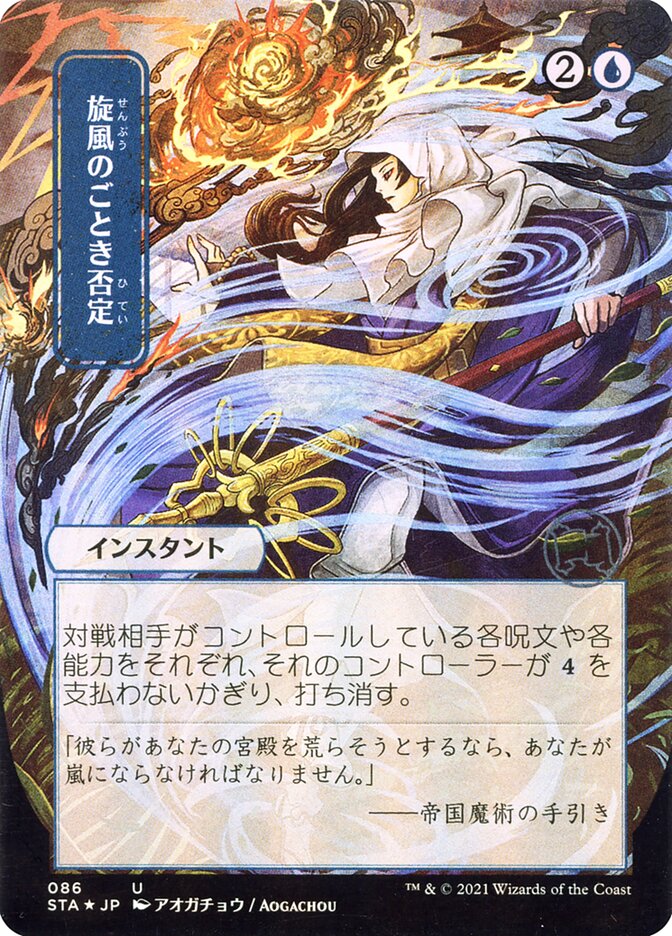 旋風のごとき否定
せんぷう
ひてい
2
インスタント
対戦相手がコントロールしている各呪文や各
能力をそれぞれ、それのコントローラーが 4 を
支払わないかぎり、打ち消す。
「彼らがあなたの宮殿を荒らそうとするなら、あなたが
嵐にならなければなりません。」
――帝国魔術の手引き
086 U
STA ★ JP アオガチョウ / AOGACHOU
™ & © 2021 Wizards of the Coast